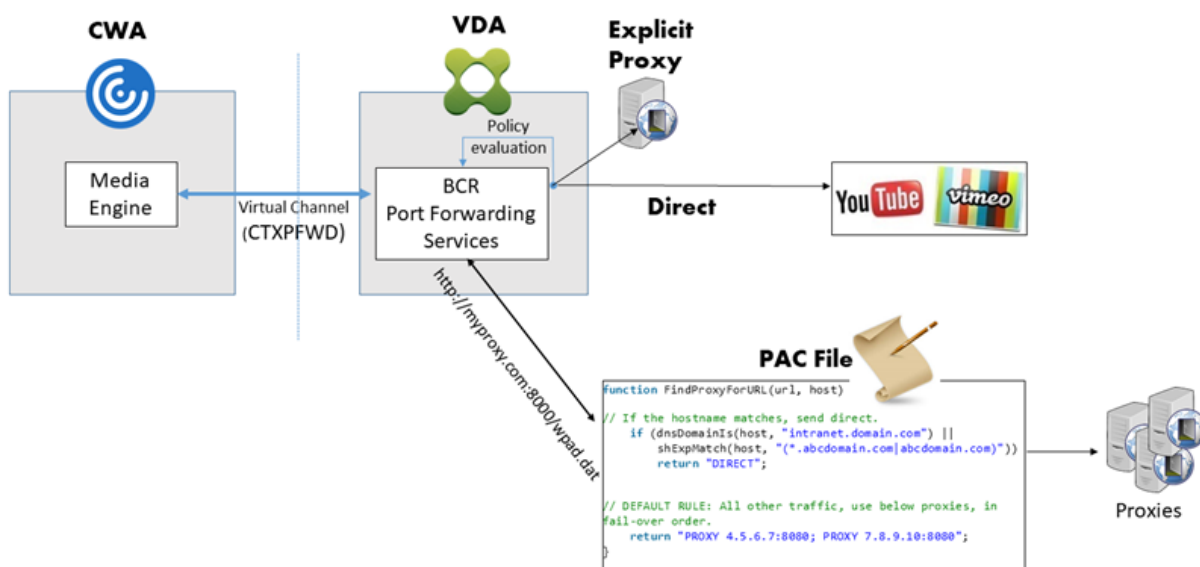 CWA
VDA
Explicit
Proxy
Policy
evaluation
Media
Engine
Virtual Channel
(CTXPFWD)
BCR
Port Forwarding
Services
Direct
YouTube
vimeo
http://myproxy.com:8000/wpad.dat
PAC File
function FindProxyForURL(url, host)
// If the hostname matches, send direct.
if (dnsDomainIs(host, "intranet.domain.com") ||
shExpMatch(host, "(*.abcdomain.com|abcdomain.com)"))
return "DIRECT";
// DEFAULT RULE: All other traffic, use below proxies, in
fail-over order.
return "PROXY 4.5.6.7:8080; PROXY 7.8.9.10:8080";
}
Proxies